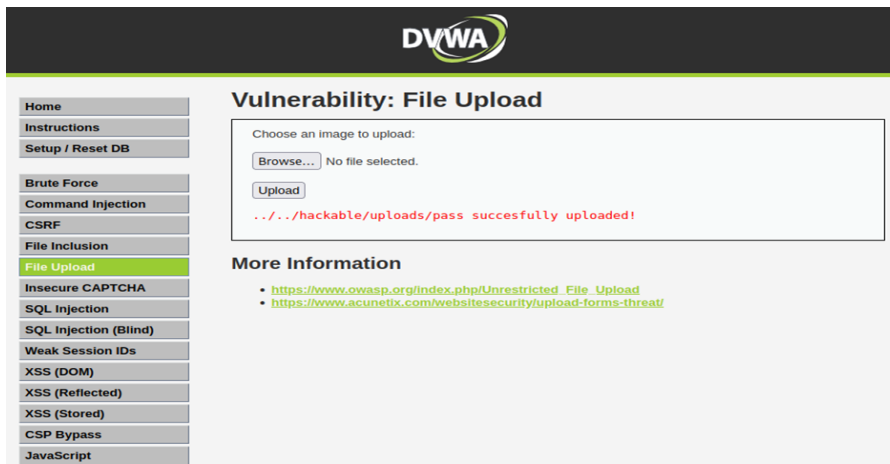 DVWA
Home
Instructions
Setup / Reset DB
Brute Force
Command Injection
CSRF
File Inclusion
File Upload
Insecure CAPTCHA
SQL Injection
SQL Injection (Blind)
Weak Session IDs
XSS (DOM)
XSS (Reflected)
XSS (Stored)
CSP Bypass
JavaScript
Vulnerability: File Upload
Choose an image to upload:
Browse... No file selected.
Upload
../../hackable/uploads/pass succesfully uploaded!
More Information
https://www.owasp.org/index.php/Unrestricted_File_Upload
https://www.acunetix.com/websitesecurity/upload-forms-threat/